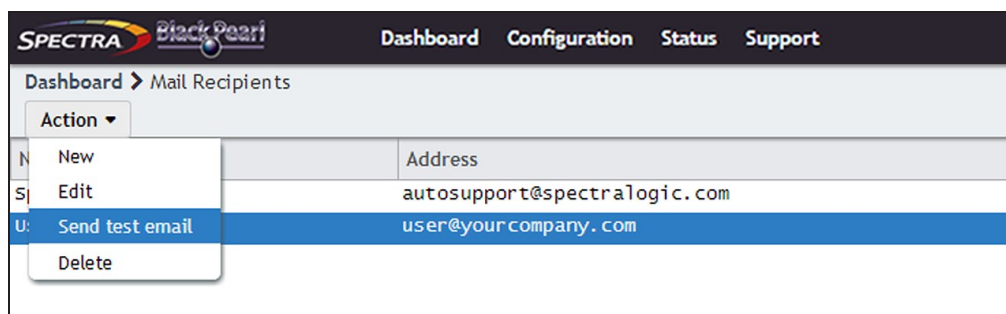 SPECTRA BlackPearl Dashboard Configuration Status Support
Dashboard > Mail Recipients
Action
Address
New
autosupport@spectralogic.com
Edit
user@yourcompany.com
Send test email
Delete